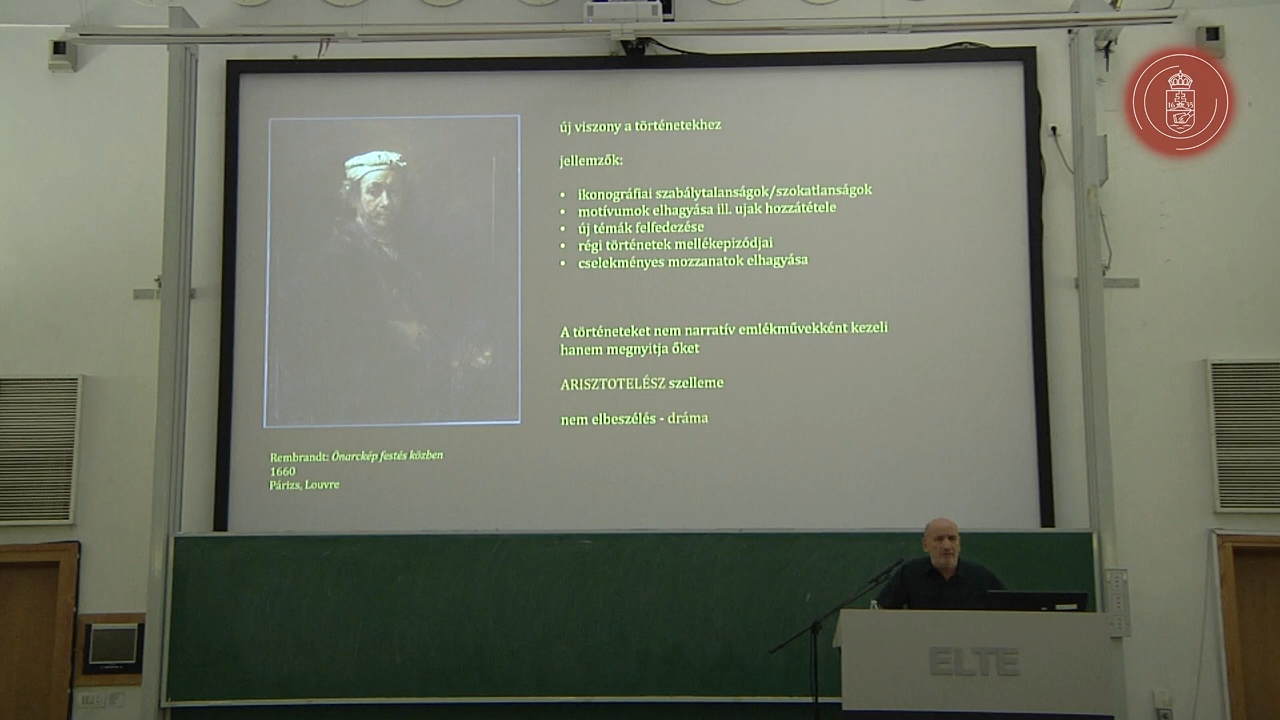 új viszony a történetekhez
jellemzők:
• ikonográfiai szabálytalanságok/szokatlanságok
• motívumok elhagyása ill. ujak hozzátétele
• új témák felfedezése
• régi történetek mellékepizódjai
• cselekményes mozzanatok elhagyása
A történeteket nem narratív emlékművekként kezeli
hanem megnyitja őket
ARISZTOTELÉSZ szelleme
nem elbeszélés - dráma
Rembrandt: Önarckép festés közben
1660
Párizs, Louvre
ELTE
16 35